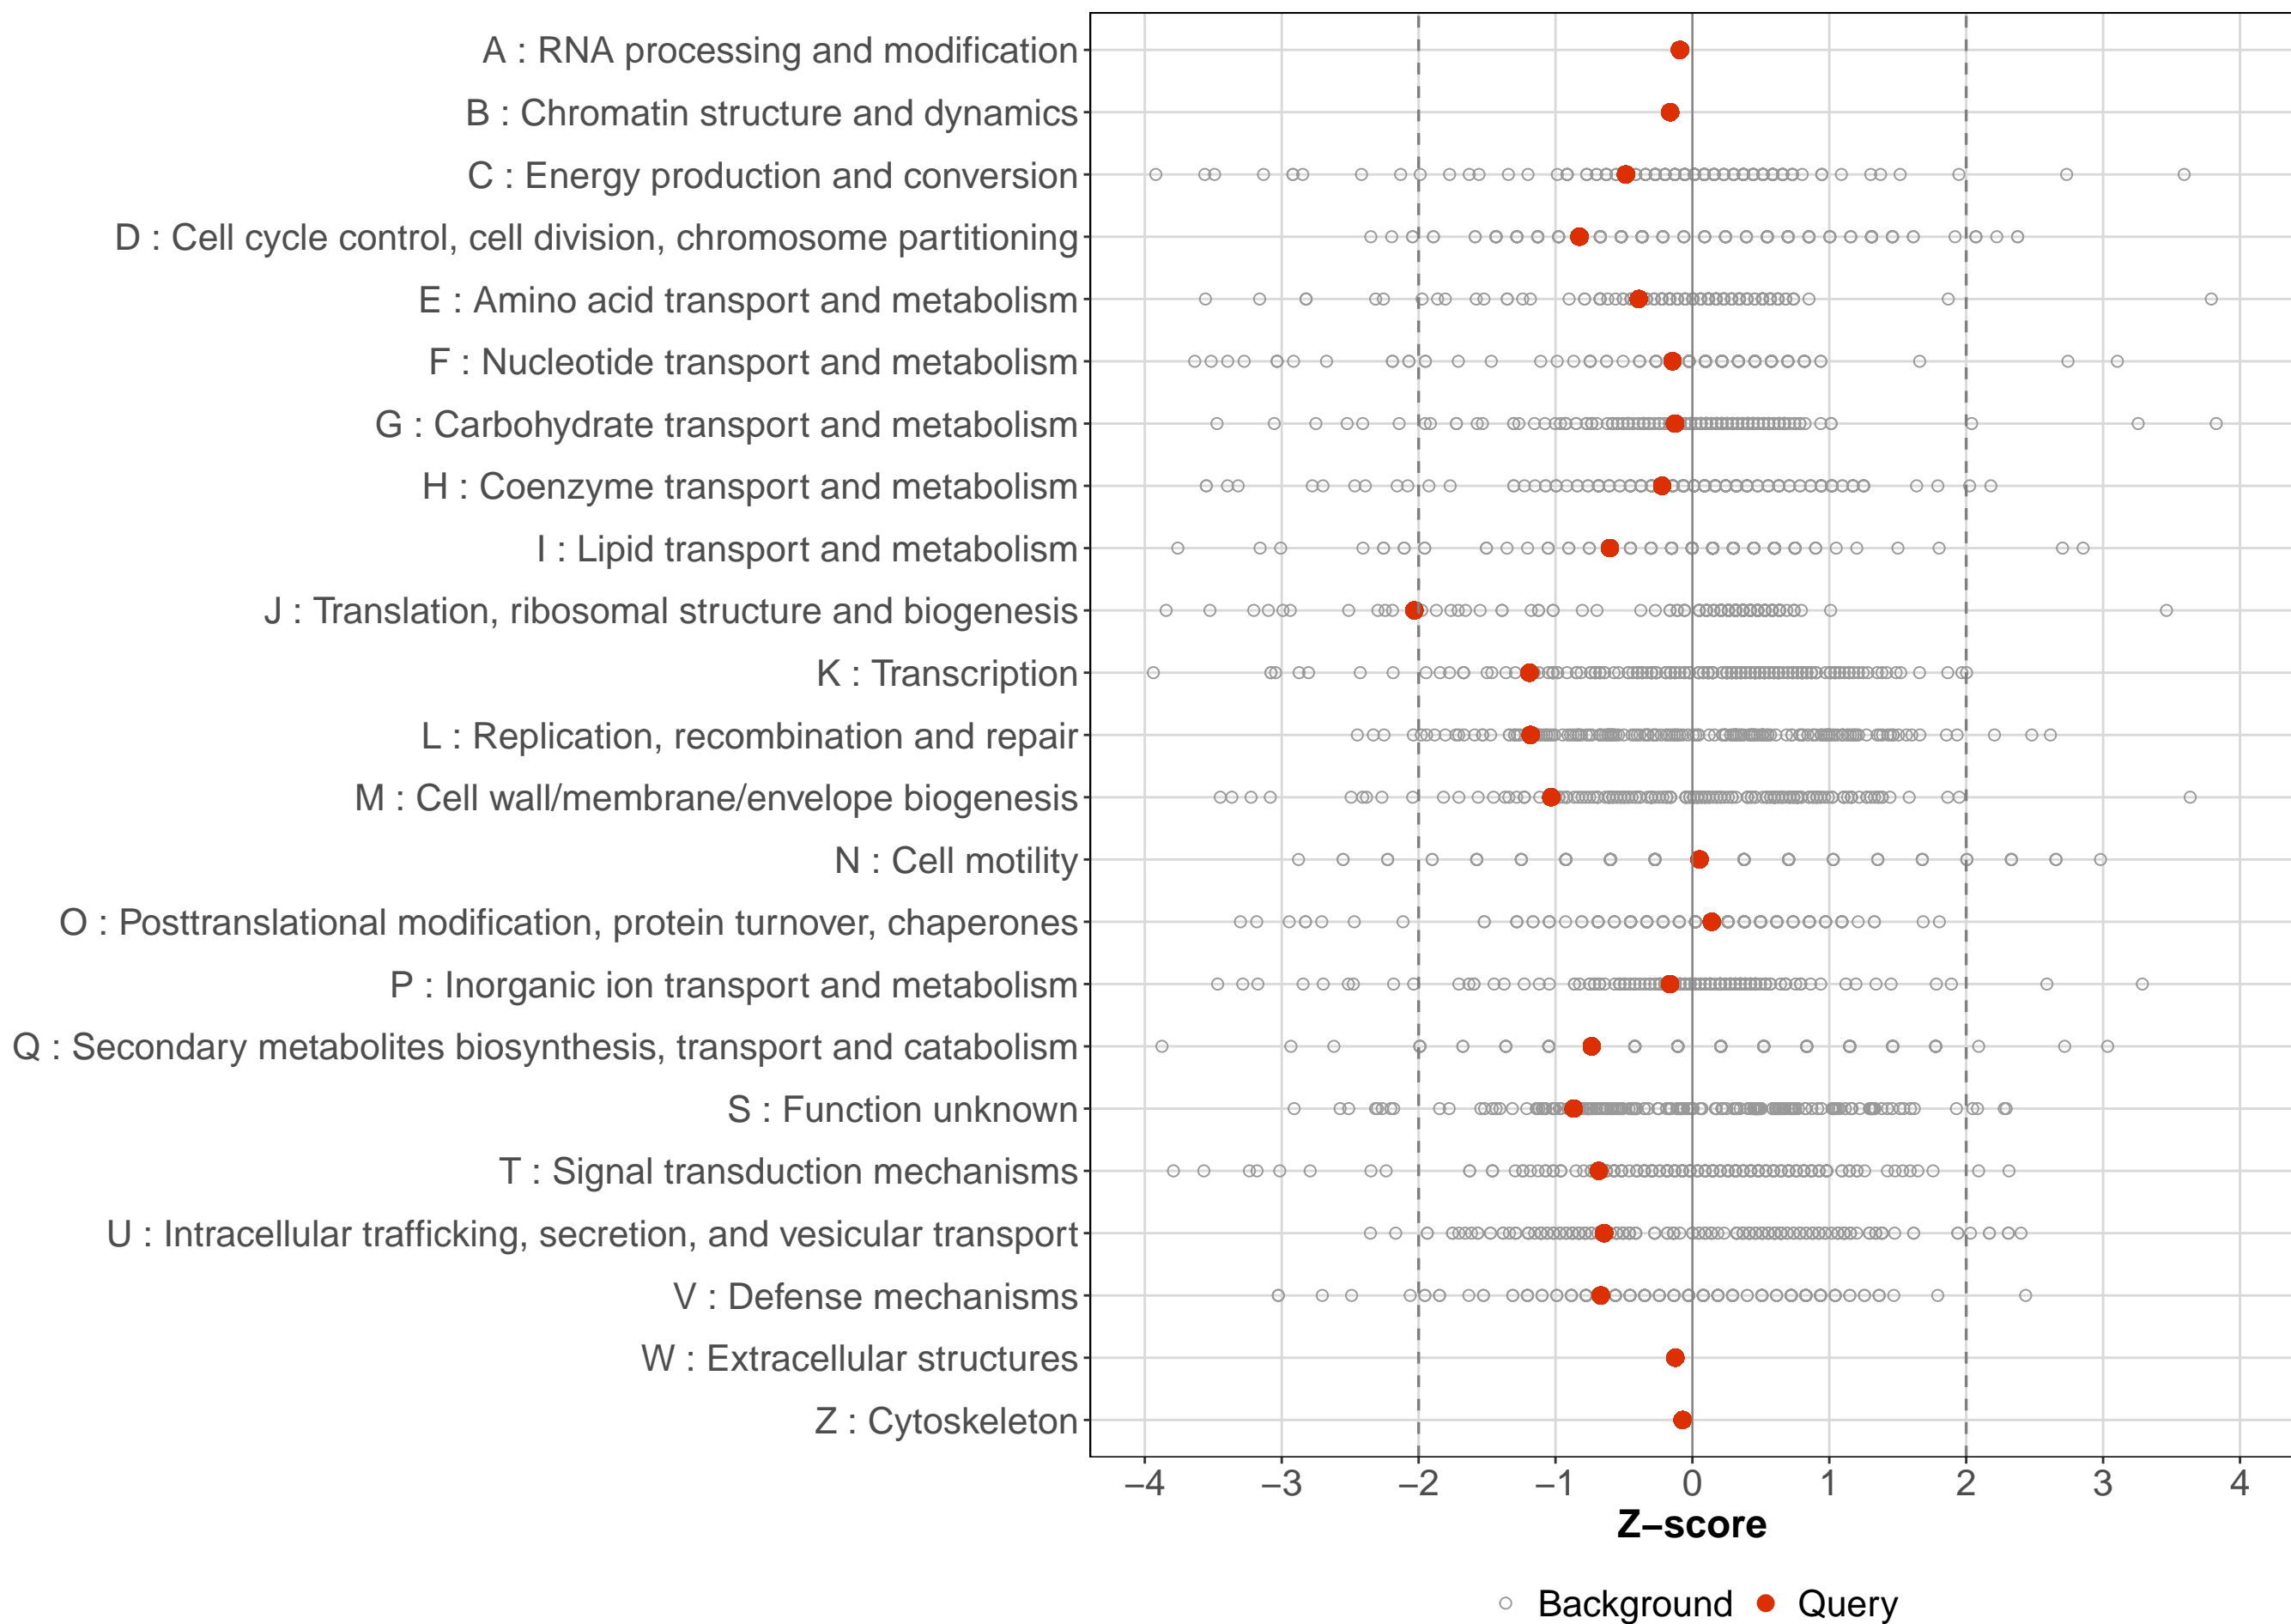 A : RNA processing and modification
B : Chromatin structure and dynamics
C : Energy production and conversion
D : Cell cycle control, cell division, chromosome partitioning
E : Amino acid transport and metabolism
F : Nucleotide transport and metabolism
G : Carbohydrate transport and metabolism
H : Coenzyme transport and metabolism
I : Lipid transport and metabolism
J : Translation, ribosomal structure and biogenesis
K : Transcription
L : Replication, recombination and repair
M : Cell wall/membrane/envelope biogenesis
N : Cell motility
O : Posttranslational modification, protein turnover, chaperones
P : Inorganic ion transport and metabolism
Q : Secondary metabolites biosynthesis, transport and catabolism
S : Function unknown
T : Signal transduction mechanisms
U : Intracellular trafficking, secretion, and vesicular transport
V : Defense mechanisms
W : Extracellular structures
Z : Cytoskeleton
−4 −3 −2 −1 0 1 2 3 4
Z−score
Background Query